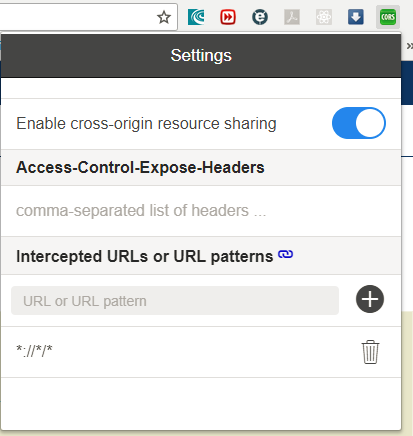 CORS
Settings
Enable cross-origin resource sharing
Access-Control-Expose-Headers
comma-separated list of headers ...
Intercepted URLs or URL patterns
URL or URL pattern
*://*/*